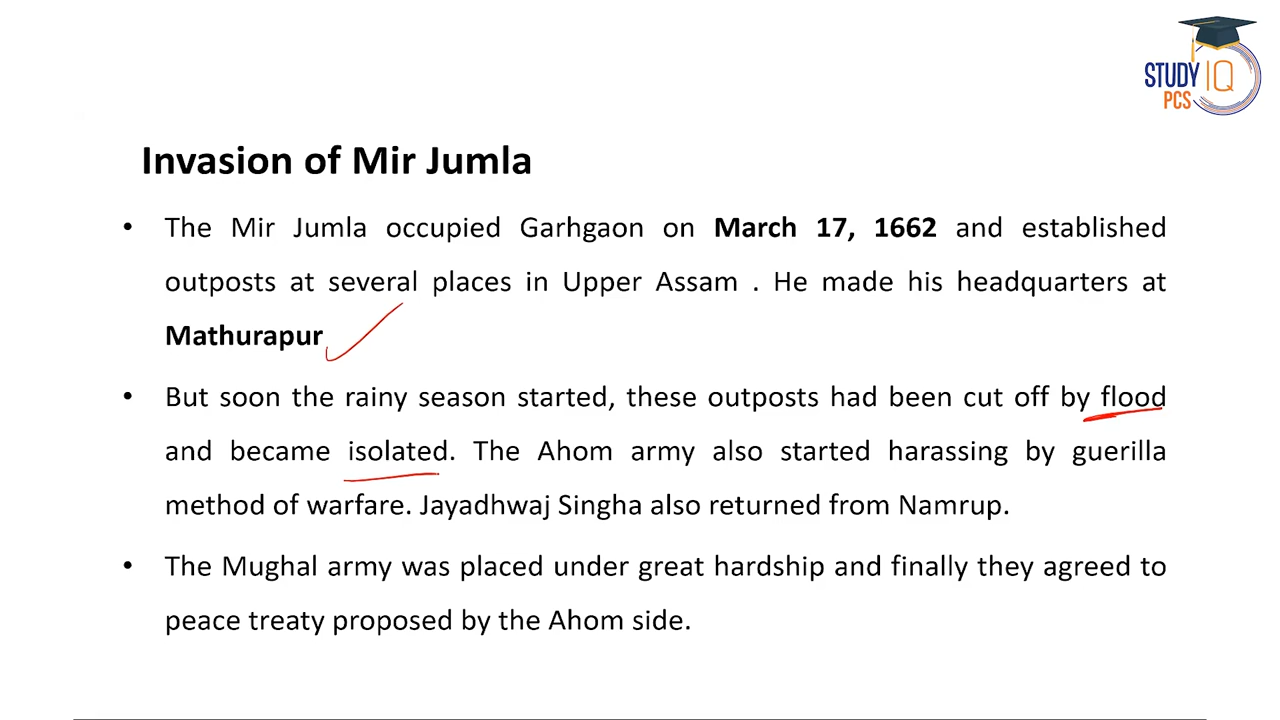 STUDY IQ
PCS
Invasion of Mir Jumla
• The Mir Jumla occupied Garhgaon on March 17, 1662 and established
outposts at several places in Upper Assam . He made his headquarters at
Mathurapur
• But soon the rainy season started, these outposts had been cut off by flood
and became isolated. The Ahom army also started harassing by guerilla
method of warfare. Jayadhwaj Singha also returned from Namrup.
• The Mughal army was placed under great hardship and finally they agreed to
peace treaty proposed by the Ahom side.